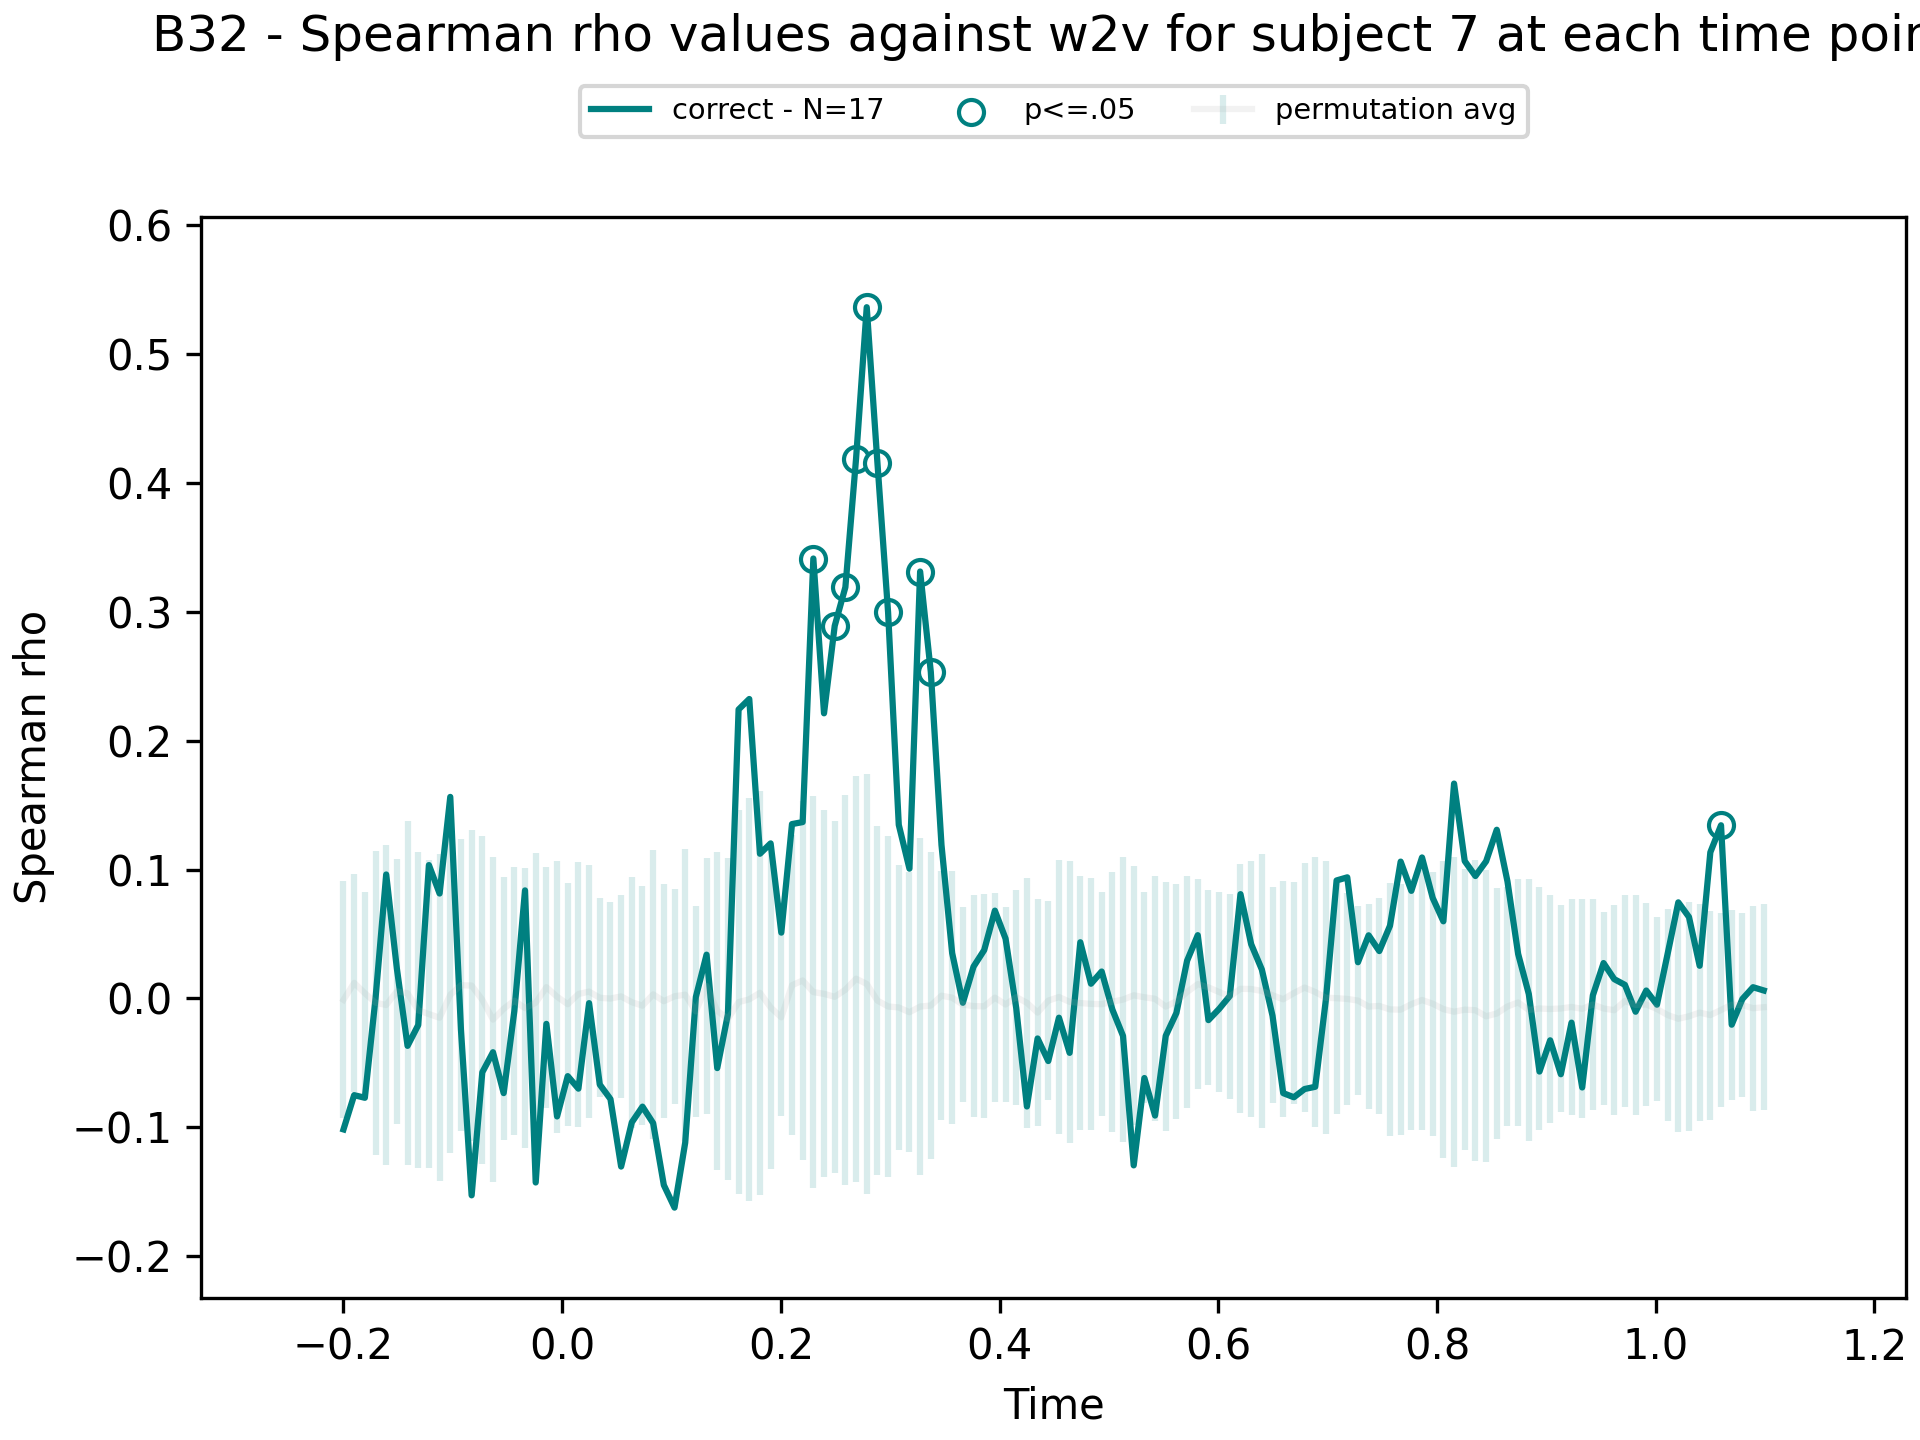 B32 - Spearman rho values against w2v for subject 7 at each time poin
correct - N=17 p<=.05 permutation avg
0.6
0.5
0.4
0.3
0.2
0.1
0.0
−0.1
−0.2
Spearman rho
−0.2 0.0 0.2 0.4 0.6 0.8 1.0 1.2
Time